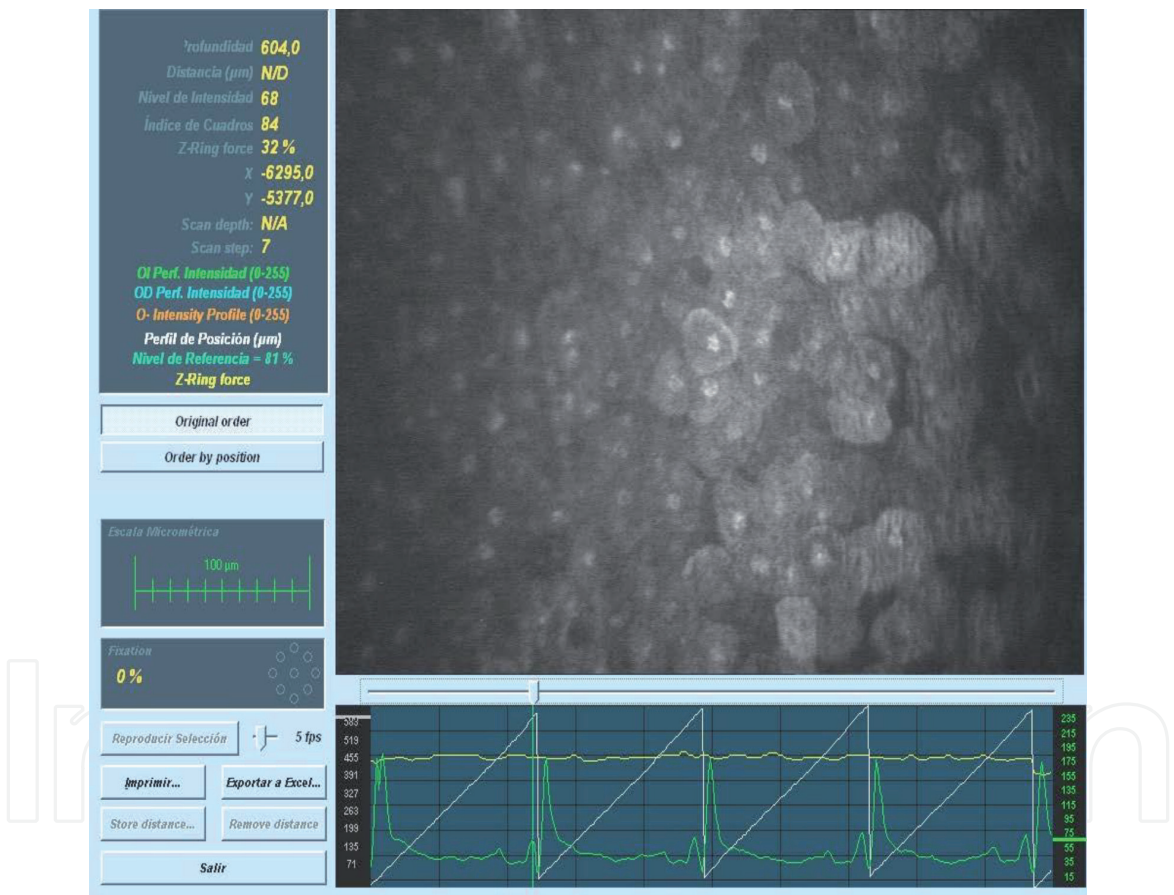 Profundidad 604,0
Distancia (µm) N/D
Nivel de Intensidad 68
Índice de Cuadros 84
Z-Ring force 32 %
X -6295,0
Y -5377,0
Scan depth: N/A
Scan step: 7
OI Perf. Intensidad (0-255)
OD Perf. Intensidad (0-255)
O- Intensity Profile (0-255)
Perfil de Posición (µm)
Nivel de Referencia = 81 %
Z-Ring force
Original order
Order by position
Escala Micrométrica
100 µm
Fixation
0 %
Reproducir Selección 5 fps
Imprimir... Exportar a Excel...
Store distance... Remove distance
Salir
583
519
455
391
327
263
199
135
71
235
215
195
175
155
135
115
95
75
55
35
15